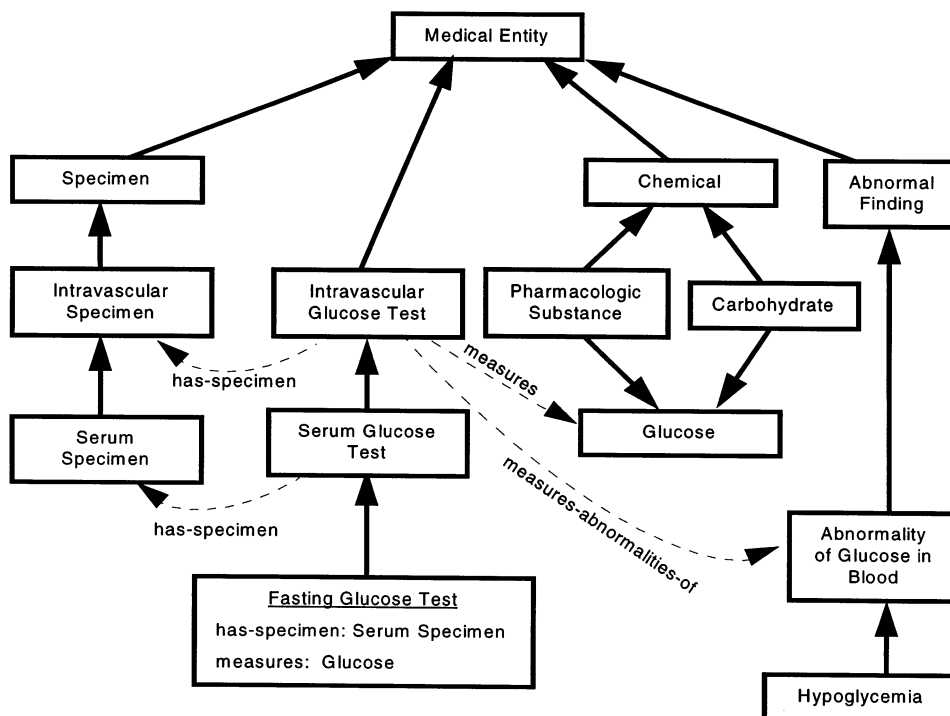 Medical Entity
Specimen
Chemical
Abnormal
Finding
Intravascular
Specimen
Intravascular
Glucose Test
Pharmacologic
Substance
Carbohydrate
has-specimen
measures
Serum
Specimen
Serum Glucose
Test
Glucose
has-specimen
measures-abnormalities-of
Abnormality
of Glucose in
Blood
Fasting Glucose Test
has-specimen: Serum Specimen
measures: Glucose
Hypoglycemia